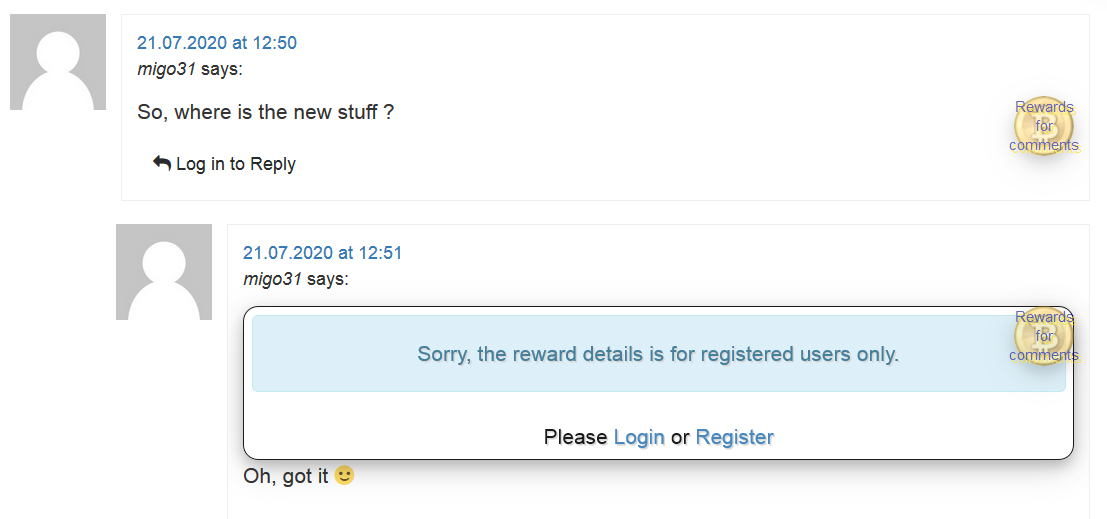 21.07.2020 at 12:50
migo31 says:
So, where is the new stuff ?
Rewards
for
comments
Log in to Reply
21.07.2020 at 12:51
migo31 says:
Rewards
for
comments
Sorry, the reward details is for registered users only.
Please Login or Register
Oh, got it 🙂